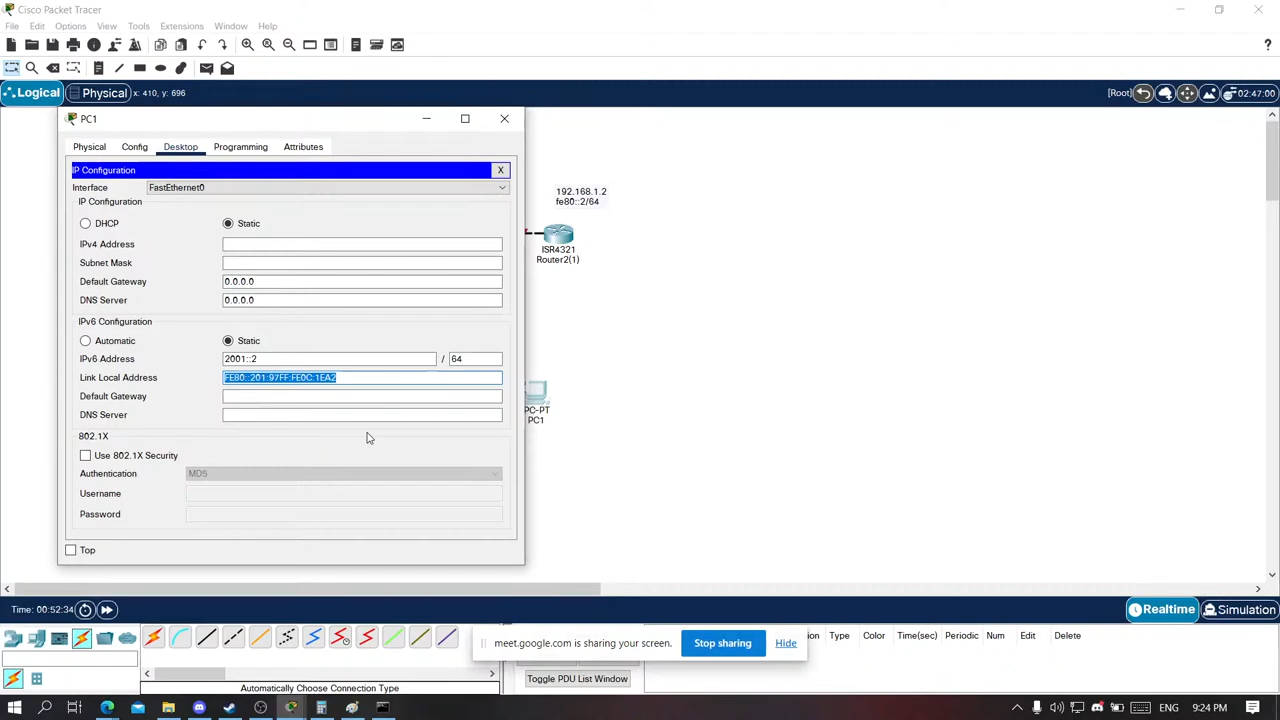 Cisco Packet Tracer
File Edit Options View Tools Extensions Window Help
Logical Physical x: 410, y: 696 [Root] 02:47:00
PC1
Physical Config Desktop Programming Attributes
IP Configuration X
Interface FastEthernet0
IP Configuration
DHCP Static
IPv4 Address
Subnet Mask
Default Gateway 0.0.0.0
DNS Server 0.0.0.0
IPv6 Configuration
Automatic Static
IPv6 Address 2001::2 / 64
Link Local Address FE80::201:97FF:FE0C:1EA2
Default Gateway
DNS Server
802.1X
Use 802.1X Security
Authentication MD5
Username
Password
Top
192.168.1.2
fe80::2/64
ISR4321
Router2(1)
PC-PT
PC1
Time: 00:52:34 Realtime Simulation
meet.google.com is sharing your screen. Stop sharing Hide
Type Color Time(sec) Periodic Num Edit Delete
Toggle PDU List Window
Automatically Choose Connection Type
ENG 9:24 PM